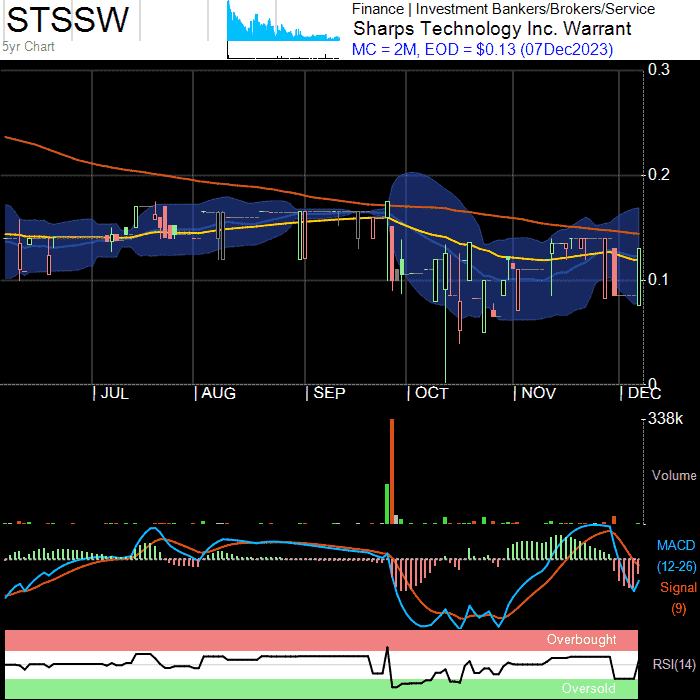 STSSW
5yr Chart
Finance | Investment Bankers/Brokers/Service
Sharps Technology Inc. Warrant
MC = 2M, EOD = $0.13 (07Dec2023)
0.3
0.2
0.1
0
JUL
AUG
SEP
OCT
NOV
DEC
338k
Volume
MACD
(12-26)
Signal
(9)
Overbought
RSI(14)
Oversold